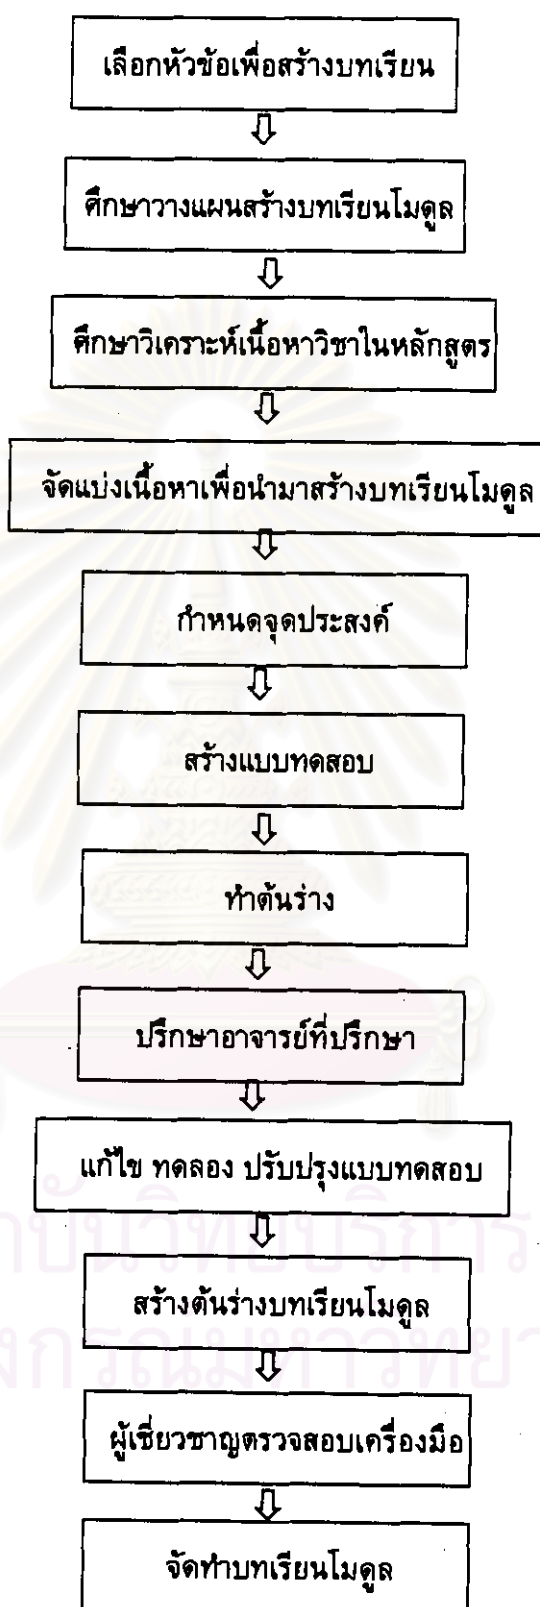 เลือกหัวข้อเพื่อสร้างบทเรียน
ศึกษาวางแผนสร้างบทเรียนโมดูล
ศึกษาวิเคราะห์เนื้อหาวิชาในหลักสูตร
จัดแบ่งเนื้อหาเพื่อนำมาสร้างบทเรียนโมดูล
กำหนดจุดประสงค์
สร้างแบบทดสอบ
ทำต้นร่าง
ปรึกษาอาจารย์ที่ปรึกษา
แก้ไข ทดลอง ปรับปรุงแบบทดสอบ
สร้างต้นร่างบทเรียนโมดูล
ผู้เชี่ยวชาญตรวจสอบเครื่องมือ
จัดทำบทเรียนโมดูล